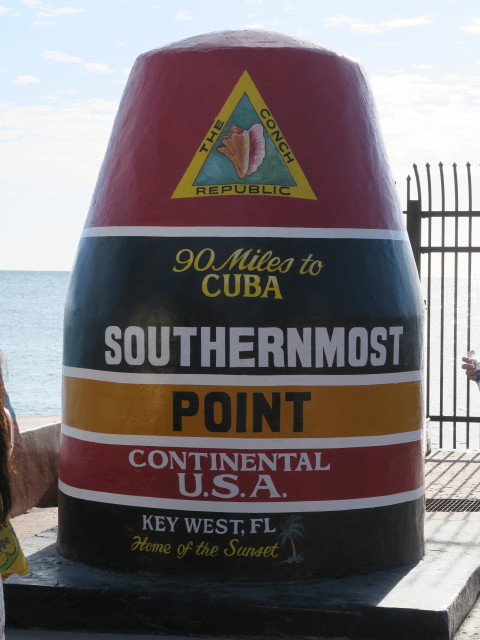 THE CONCH
REPUBLIC
90 Miles to
CUBA
SOUTHERNMOST
POINT
CONTINENTAL
U.S.A.
KEY WEST, FL
Home of the Sunset